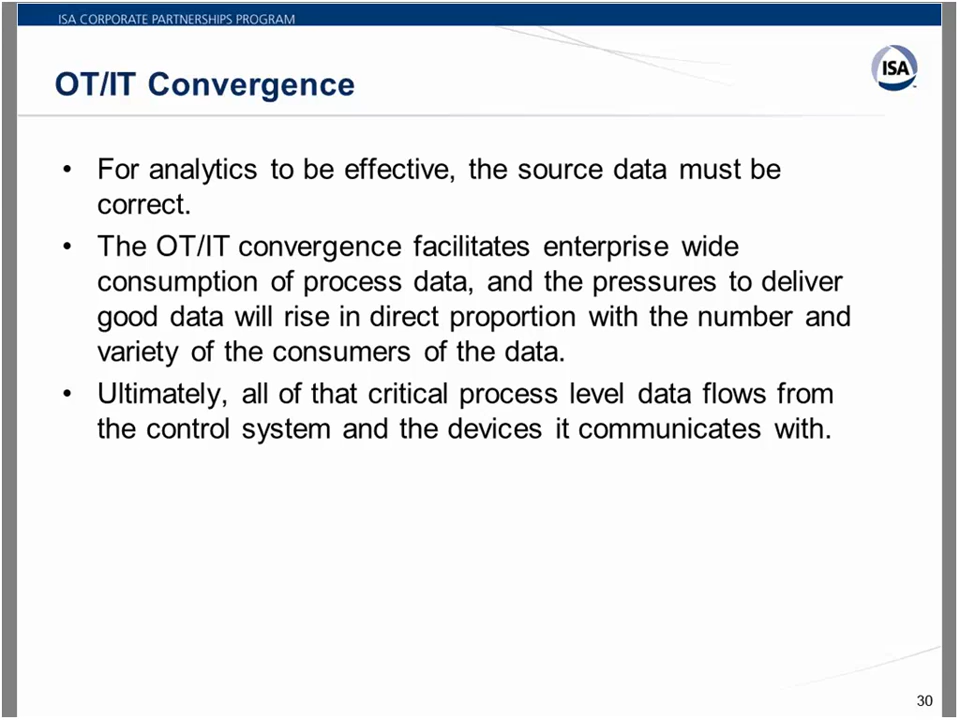 ISA CORPORATE PARTNERSHIPS PROGRAM
OT/IT Convergence
ISA
• For analytics to be effective, the source data must be
correct.
• The OT/IT convergence facilitates enterprise wide
consumption of process data, and the pressures to deliver
good data will rise in direct proportion with the number and
variety of the consumers of the data.
• Ultimately, all of that critical process level data flows from
the control system and the devices it communicates with.
30